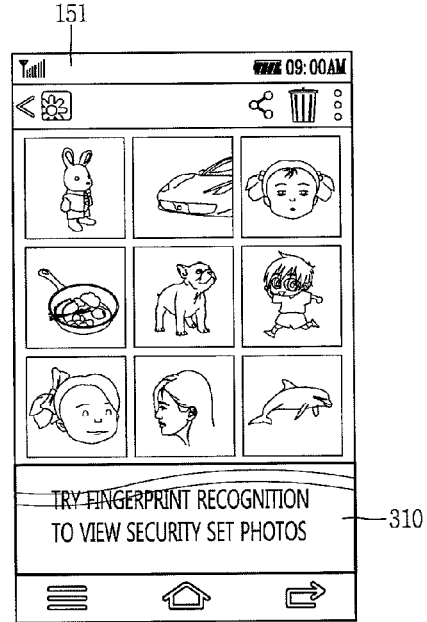 151
09:00AM
TRY FINGERPRINT RECOGNITION
TO VIEW SECURITY SET PHOTOS
310